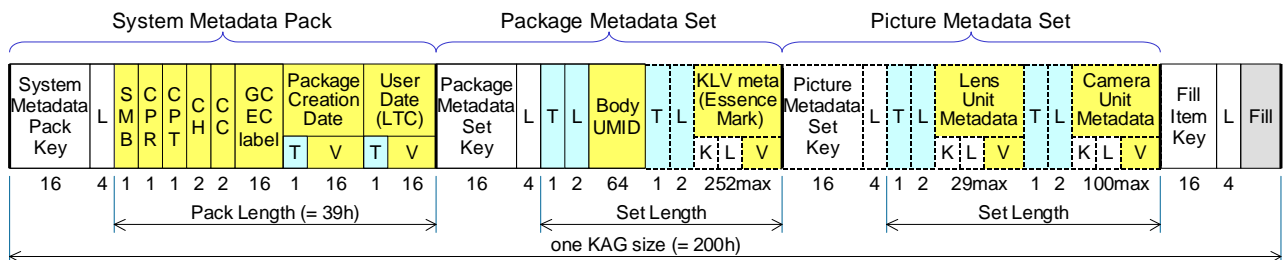 System Metadata Pack Package Metadata Set Picture Metadata Set
System
Metadata
Pack
Key
L
S
M
B
C
P
R
C
P
T
C
H
C
C
GC
EC
label
Package
Creation
Date
T V
User
Date
(LTC)
T V
Package
Metadata
Set
Key
L
T
L
Body
UMID
T
L
KLV meta
(Essence
Mark)
K L V
Picture
Metadata
Set
Key
L
T
L
Lens
Unit
Metadata
K L V
T
L
Camera
Unit
Metadata
K L V
Fill
Item
Key
L
Fill
16 4 1 1 1 2 2 16 1 16 1 16 16 4 1 2 64 1 2 252max 16 4 1 2 29max 1 2 100max 16 4
Pack Length (= 39h) Set Length Set Length
one KAG size (= 200h)